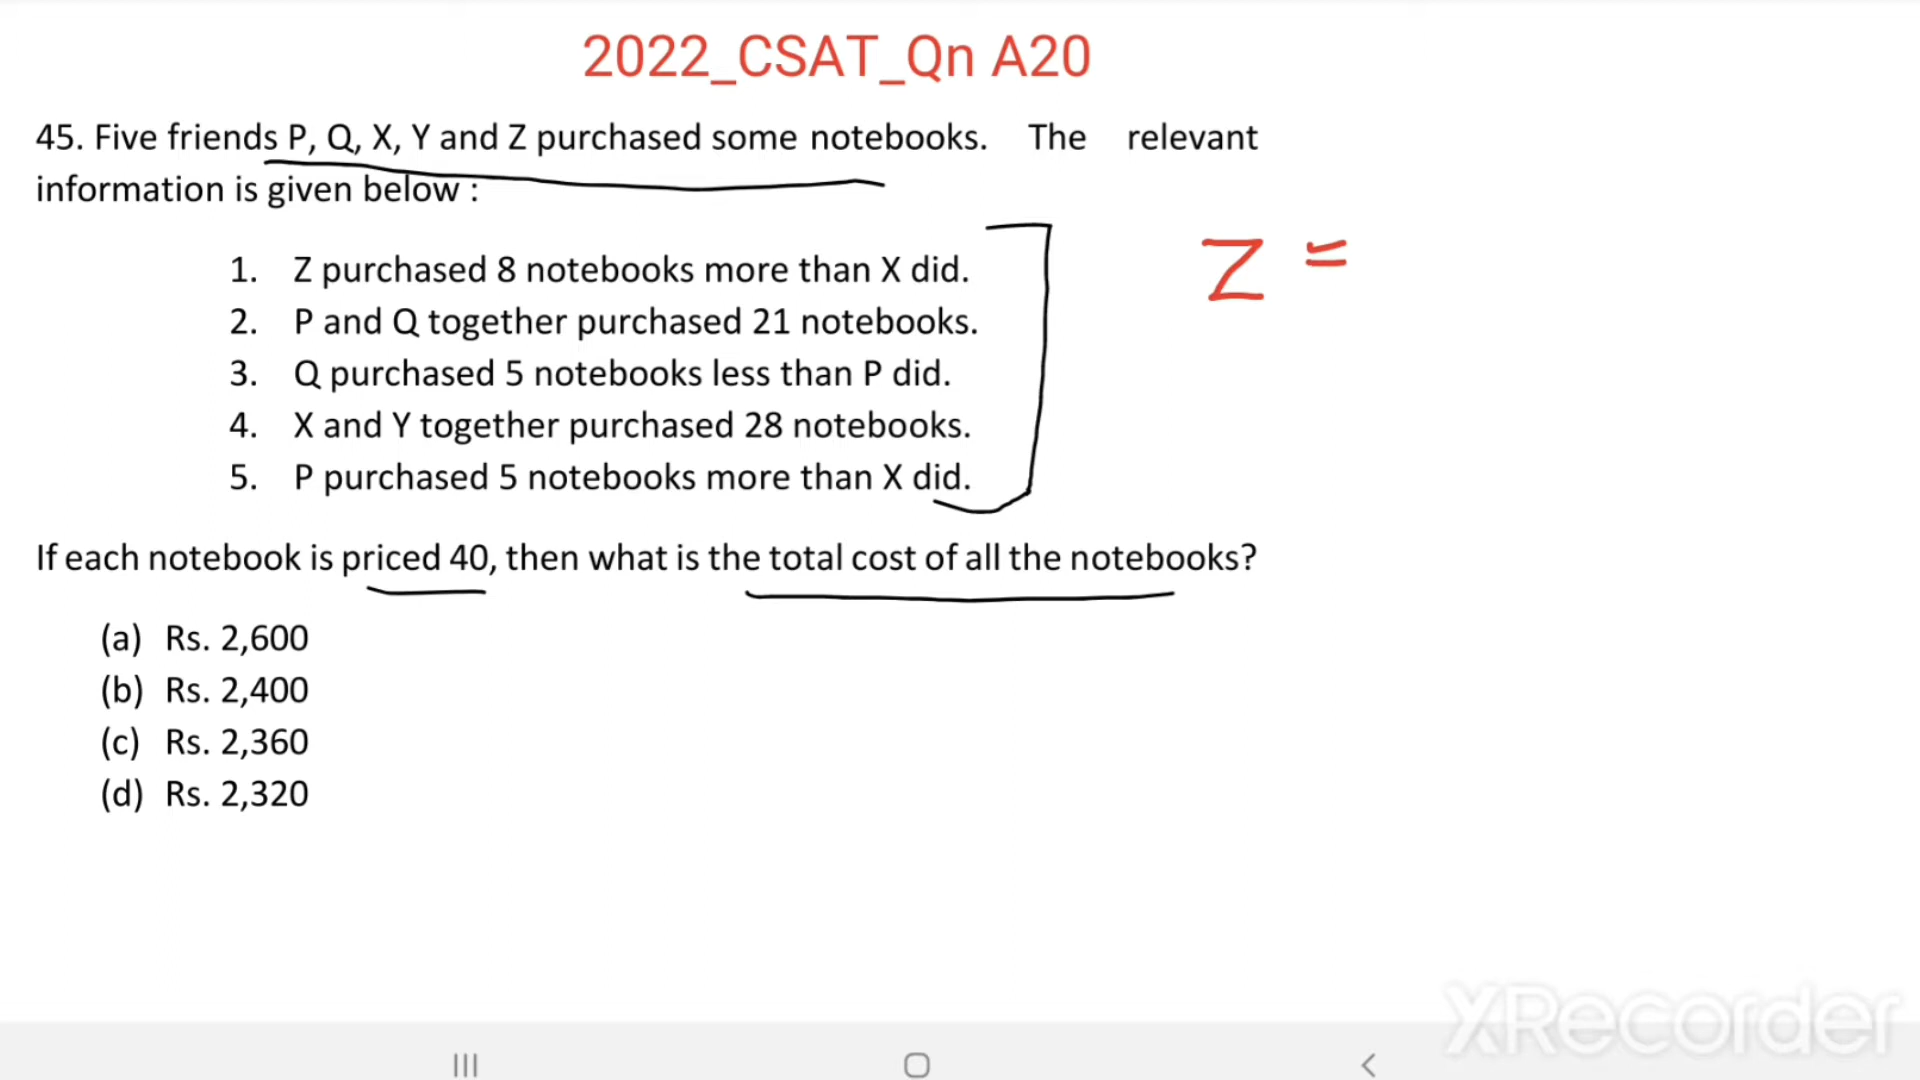 2022_CSAT_Qn A20
45. Five friends P, Q, X, Y and Z purchased some notebooks. The relevant
information is given below :
1. Z purchased 8 notebooks more than X did.
Z =
2. P and Q together purchased 21 notebooks.
3. Q purchased 5 notebooks less than P did.
4. X and Y together purchased 28 notebooks.
5. P purchased 5 notebooks more than X did.
If each notebook is priced 40, then what is the total cost of all the notebooks?
(a) Rs. 2,600
(b) Rs. 2,400
(c) Rs. 2,360
(d) Rs. 2,320
XRecorder